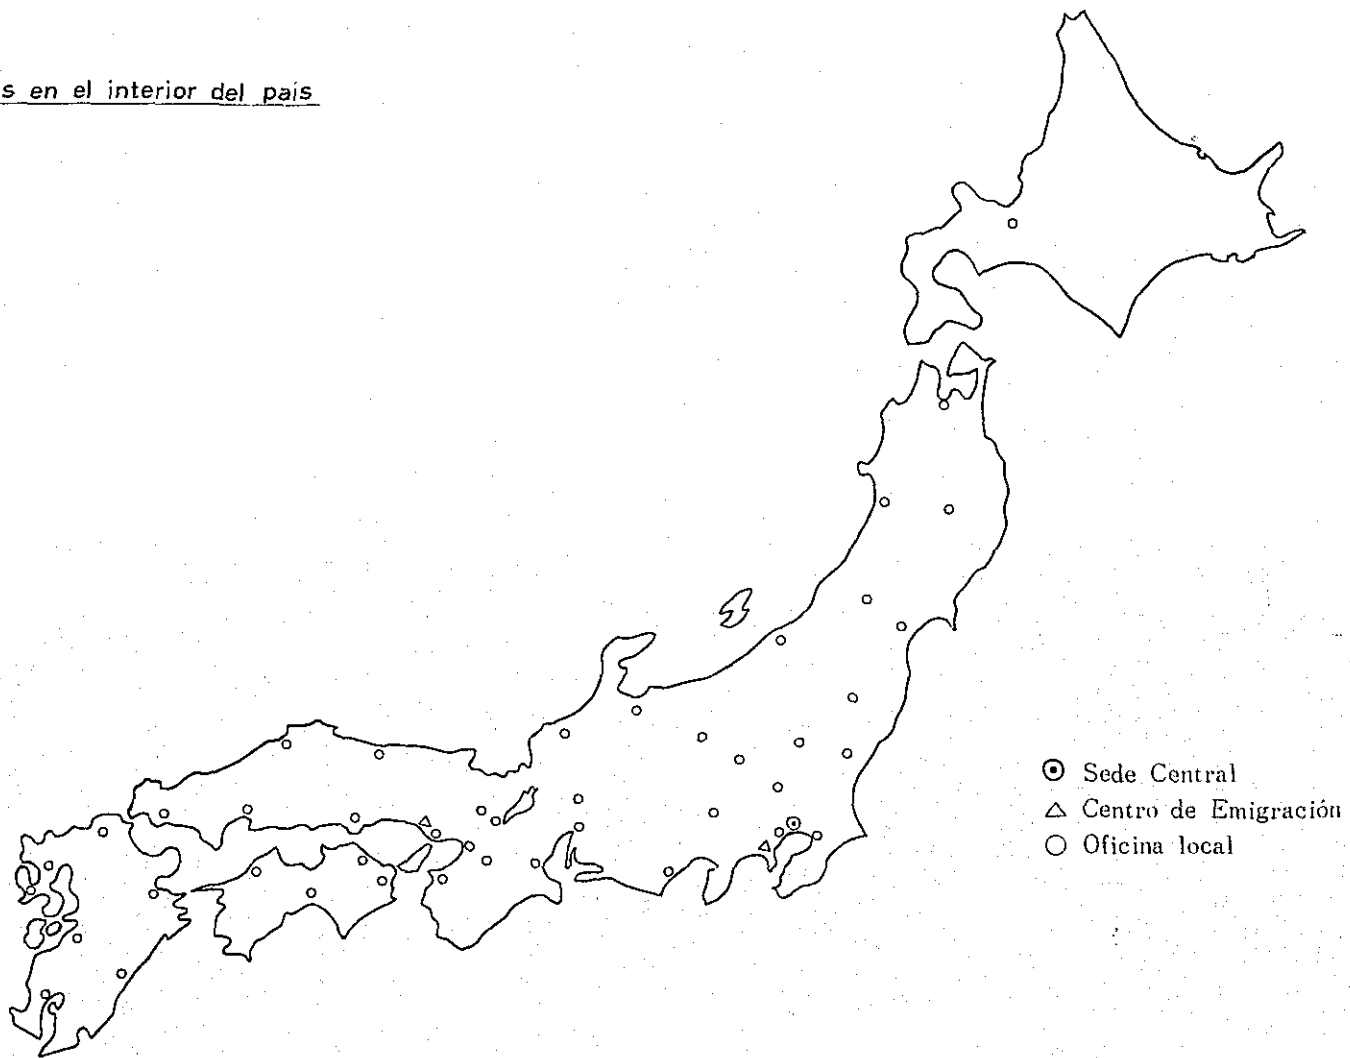 s en el interior del país
Sede Central
Centro de Emigración
Oficina local